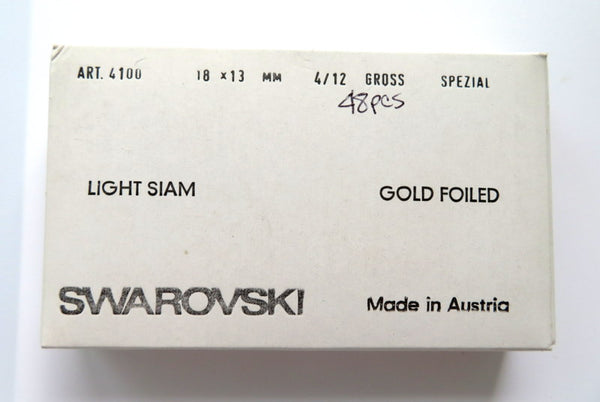 ART. 4100 18 x 13 MM 4/12 GROSS SPEZIAL
48pcs
LIGHT SIAM GOLD FOILED
SWAROVSKI Made in Austria